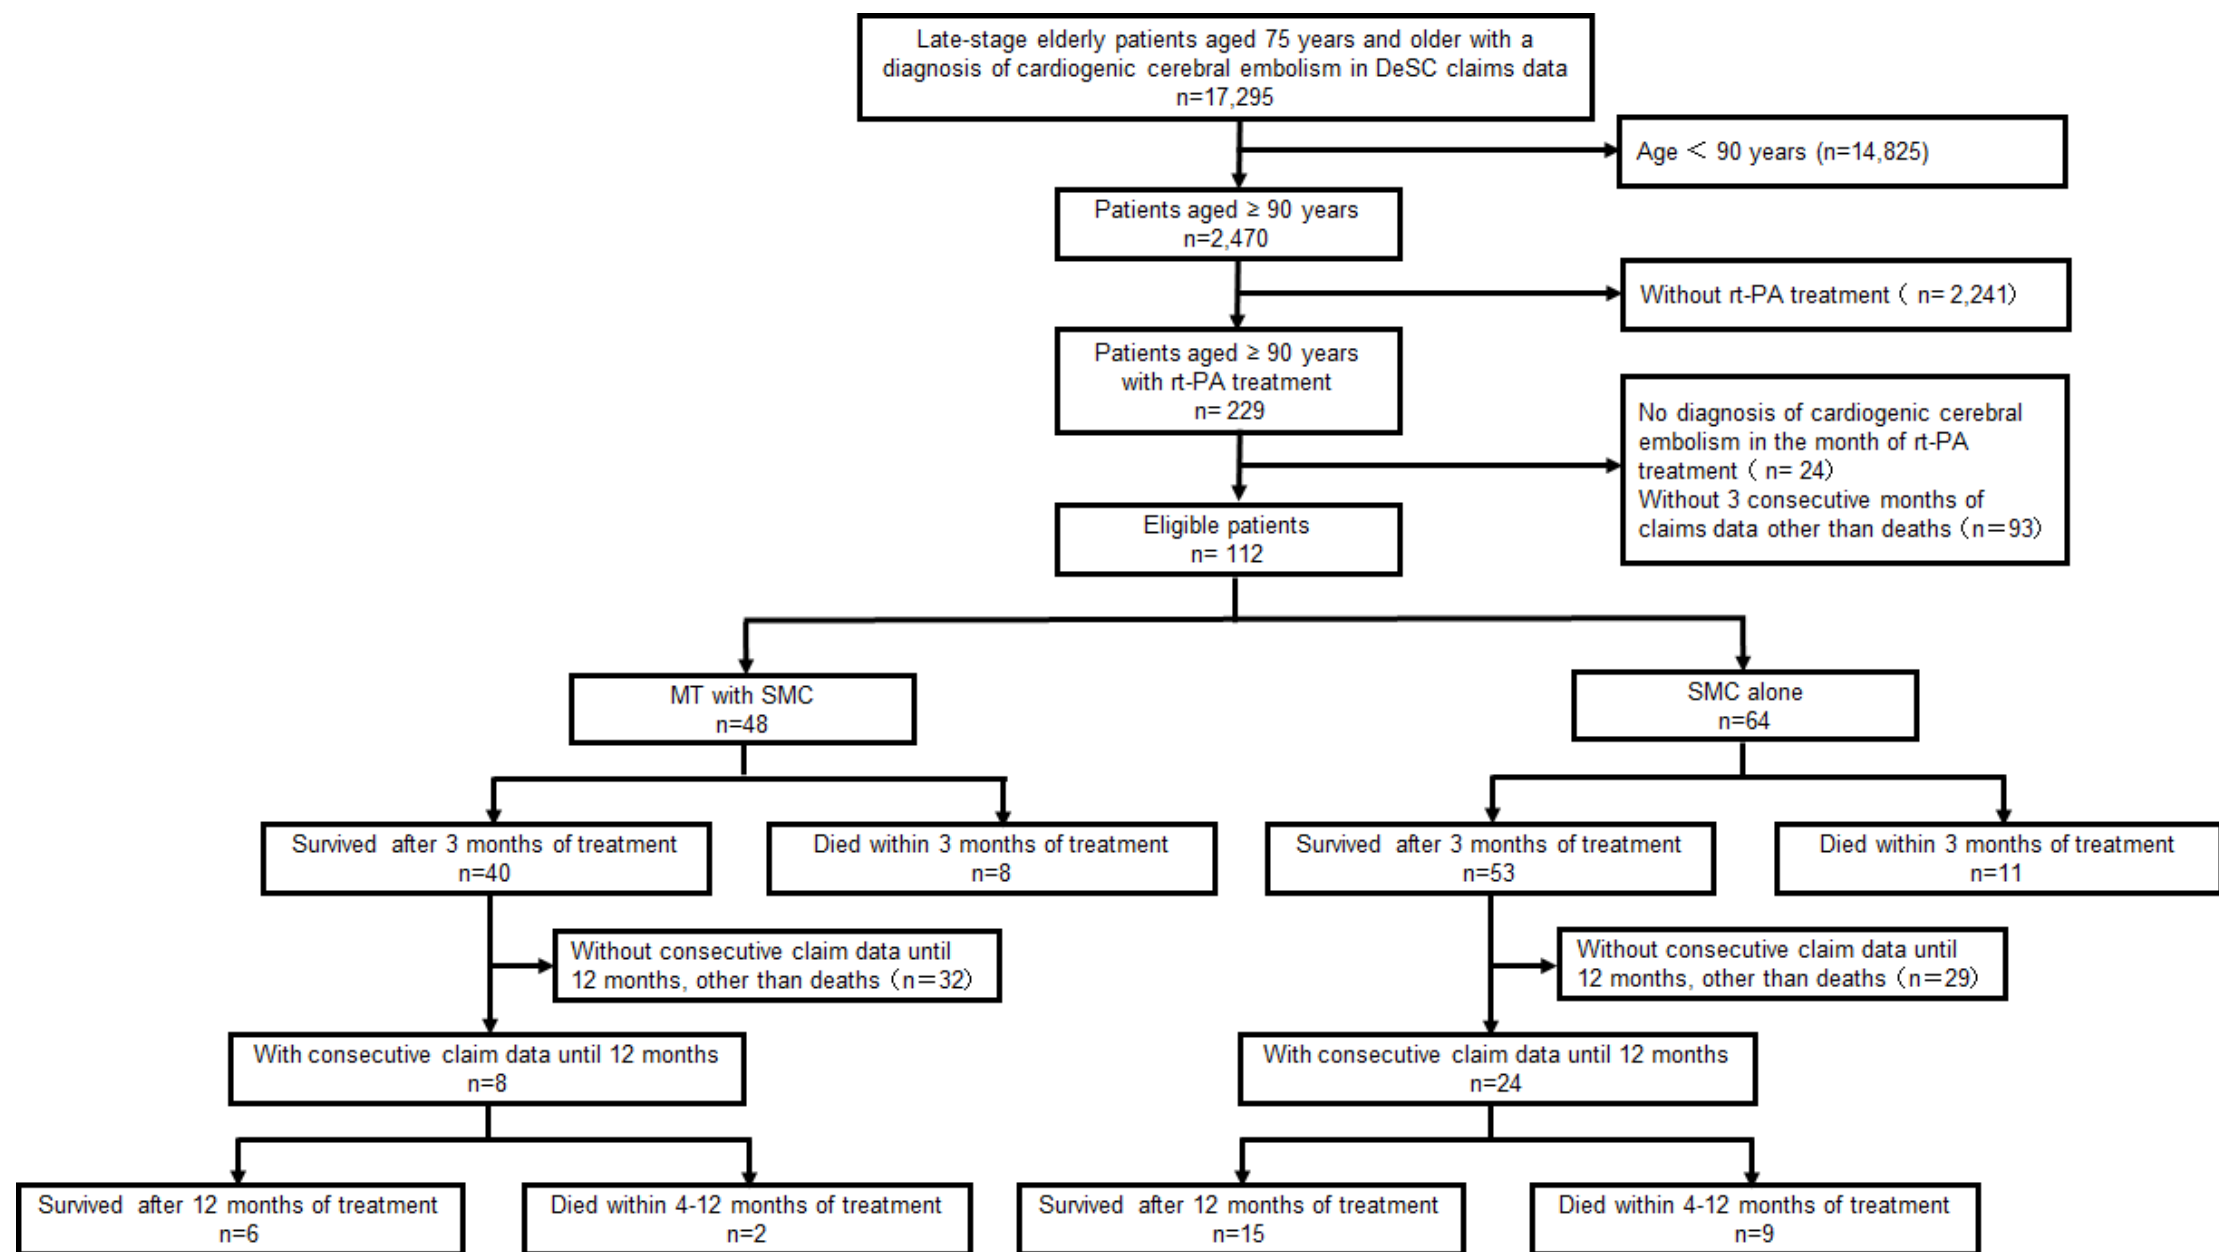 Late-stage elderly patients aged 75 years and older with a
diagnosis of cardiogenic cerebral embolism in DeSC claims data
n=17,295
Age < 90 years (n=14,825)
Patients aged ≥ 90 years
n=2,470
Without rt-PA treatment ( n= 2,241)
Patients aged ≥ 90 years
with rt-PA treatment
n= 229
No diagnosis of cardiogenic cerebral
embolism in the month of rt-PA
treatment ( n= 24)
Without 3 consecutive months of
claims data other than deaths (n=93)
Eligible patients
n= 112
MT with SMC
n=48
SMC alone
n=64
Survived after 3 months of treatment
n=40
Died within 3 months of treatment
n=8
Survived after 3 months of treatment
n=53
Died within 3 months of treatment
n=11
Without consecutive claim data until
12 months, other than deaths (n=32)
Without consecutive claim data until
12 months, other than deaths (n=29)
With consecutive claim data until 12 months
n=8
With consecutive claim data until 12 months
n=24
Survived after 12 months of treatment
n=6
Died within 4-12 months of treatment
n=2
Survived after 12 months of treatment
n=15
Died within 4-12 months of treatment
n=9